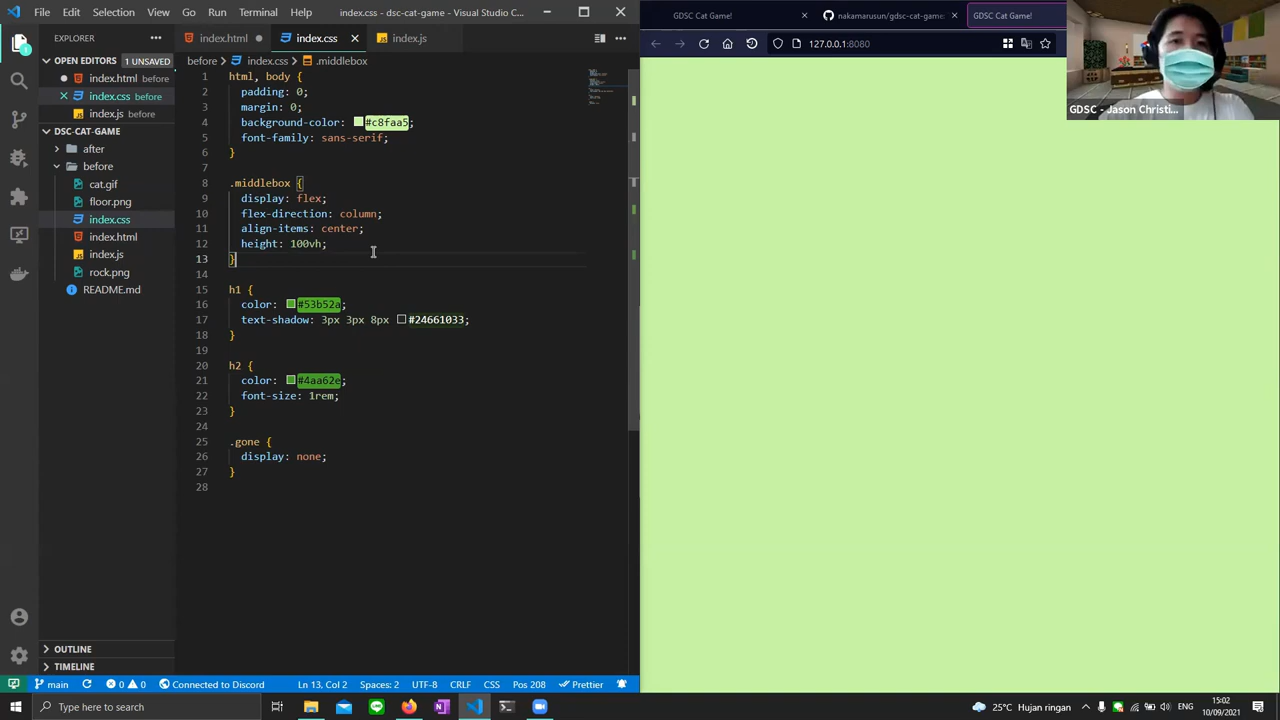 File Edit Selection View Go Run ··· index.css - dsc-cat-game - Visual Studio C...
EXPLORER
OPEN EDITORS 1 UNSAVED
index.html before
index.css before
index.js before
DSC-CAT-GAME
after
before
cat.gif
floor.png
index.css
index.html
index.js
rock.png
README.md
OUTLINE
TIMELINE
index.html
index.css
index.js
before > index.css > .middlebox
1 html, body {
2 padding: 0;
3 margin: 0;
4 background-color: #c8faa5;
5 font-family: sans-serif;
6 }
7
8 .middlebox {
9 display: flex;
10 flex-direction: column;
11 align-items: center;
12 height: 100vh;
13 }
14
15 h1 {
16 color: #53b52a;
17 text-shadow: 3px 3px 8px #24661033;
18 }
19
20 h2 {
21 color: #4aa62e;
22 font-size: 1rem;
23 }
24
25 .gone {
26 display: none;
27 }
28
main 0 0 Connected to Discord Ln 13, Col 2 Spaces: 2 UTF-8 CRLF CSS Pos 208 Prettier
GDSC Cat Game!
nakamarusun/gdsc-cat-game:
GDSC Cat Game!
127.0.0.1:8080
GDSC - Jason Christi...
Type here to search
25°C Hujan ringan
ENG
15:02
10/09/2021